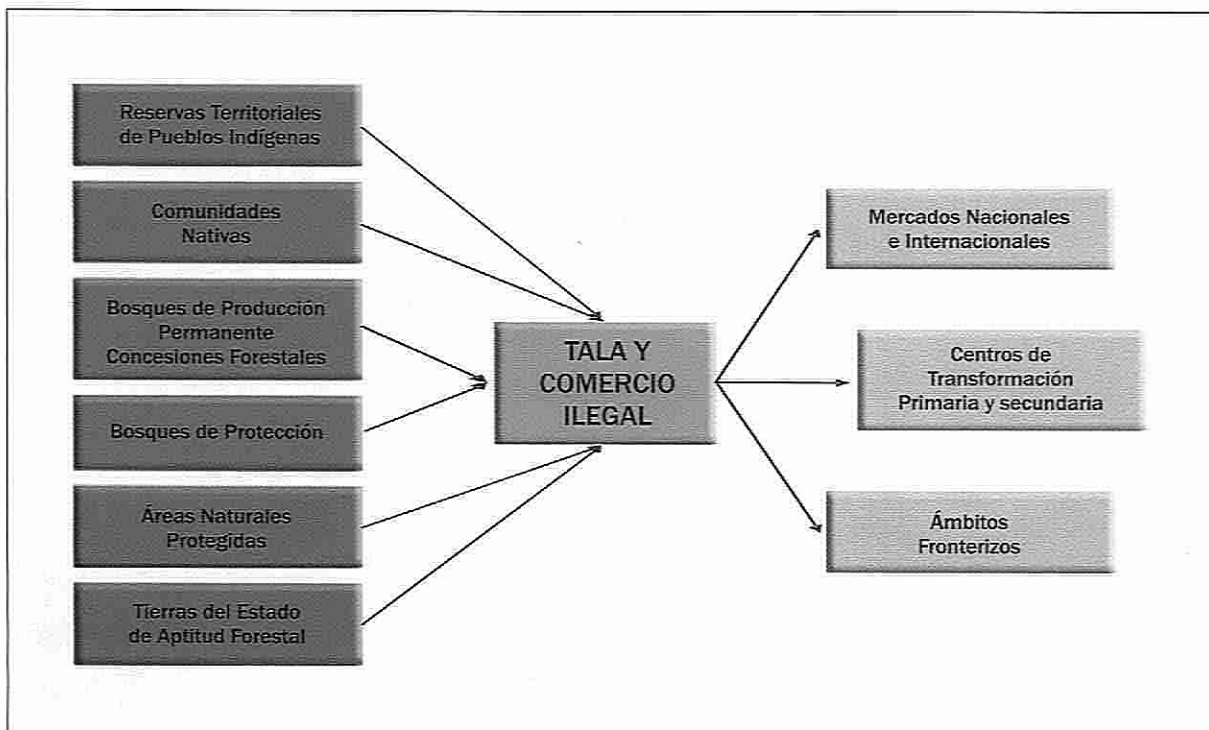 Reservas Territoriales
de Pueblos Indígenas
Comunidades
Nativas
Bosques de Producción
Permanente
Concesiones Forestales
Bosques de Protección
Áreas Naturales
Protegidas
Tierras del Estado
de Aptitud Forestal
TALA Y
COMERCIO
ILEGAL
Mercados Nacionales
e Internacionales
Centros de
Transformación
Primaria y secundaria
Ámbitos
Fronterizos